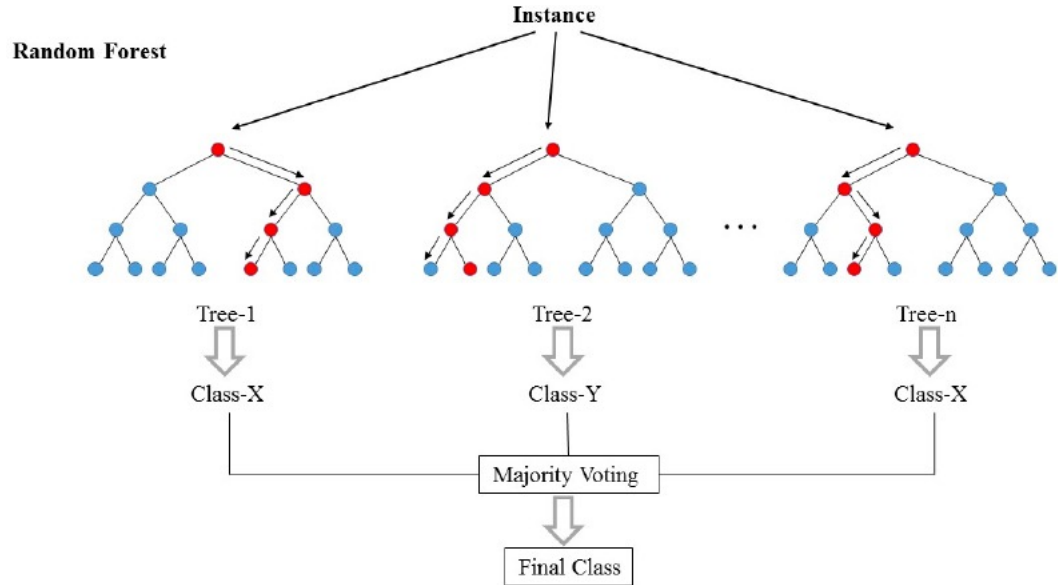 Instance
Random Forest
...
Tree-1 Tree-2 Tree-n
Class-X Class-Y Class-X
Majority Voting
Final Class